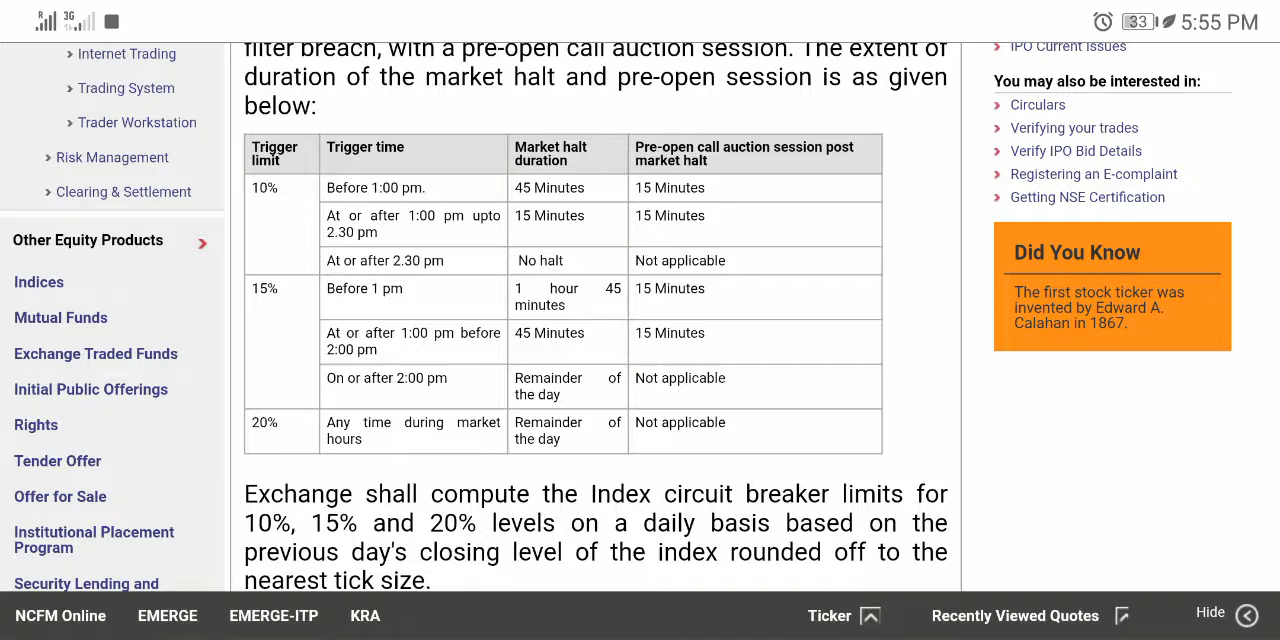 R 3G 33 5:55 PM
Internet Trading
Trading System
Trader Workstation
Risk Management
Clearing & Settlement
Other Equity Products
Indices
Mutual Funds
Exchange Traded Funds
Initial Public Offerings
Rights
Tender Offer
Offer for Sale
Institutional Placement
Program
Security Lending and
filter breach, with a pre-open call auction session. The extent of
duration of the market halt and pre-open session is as given
below:
Trigger limit Trigger time Market halt duration Pre-open call auction session post market halt
10% Before 1:00 pm. 45 Minutes 15 Minutes
At or after 1:00 pm upto 2.30 pm 15 Minutes 15 Minutes
At or after 2.30 pm No halt Not applicable
15% Before 1 pm 1 hour 45 minutes 15 Minutes
At or after 1:00 pm before 2:00 pm 45 Minutes 15 Minutes
On or after 2:00 pm Remainder of the day Not applicable
20% Any time during market hours Remainder of the day Not applicable
Exchange shall compute the Index circuit breaker limits for
10%, 15% and 20% levels on a daily basis based on the
previous day's closing level of the index rounded off to the
nearest tick size.
IPO Current Issues
You may also be interested in:
Circulars
Verifying your trades
Verify IPO Bid Details
Registering an E-complaint
Getting NSE Certification
Did You Know
The first stock ticker was
invented by Edward A.
Calahan in 1867.
NCFM Online EMERGE EMERGE-ITP KRA Ticker Recently Viewed Quotes Hide